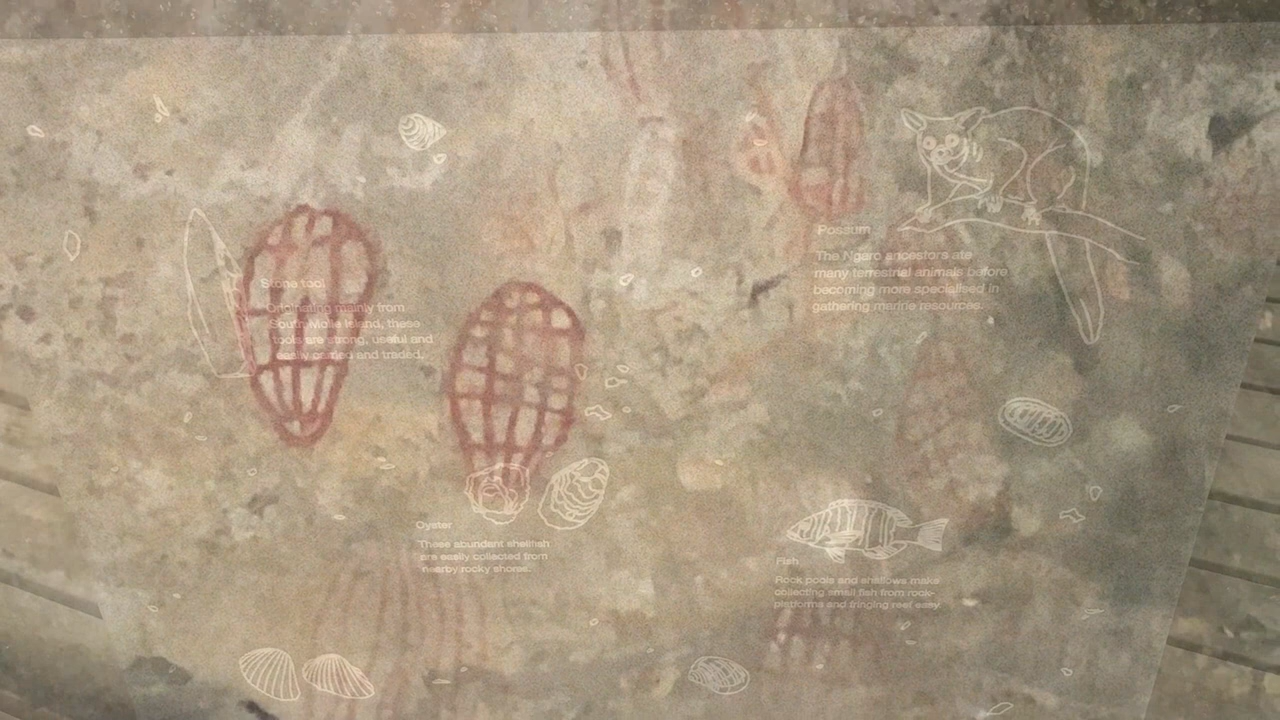 Possum
The Ngaro ancestors ate
many terrestrial animals before
becoming more specialised in
gathering marine resources.
Stone tool
Originating mainly from
South Molle Island, these
tools are strong, useful and
easily carried and traded.
Oyster
These abundant shellfish
are easily collected from
nearby rocky shores.
Fish
Rock pools and shallows make
collecting small fish from rock-
platforms and fringing reef easy.